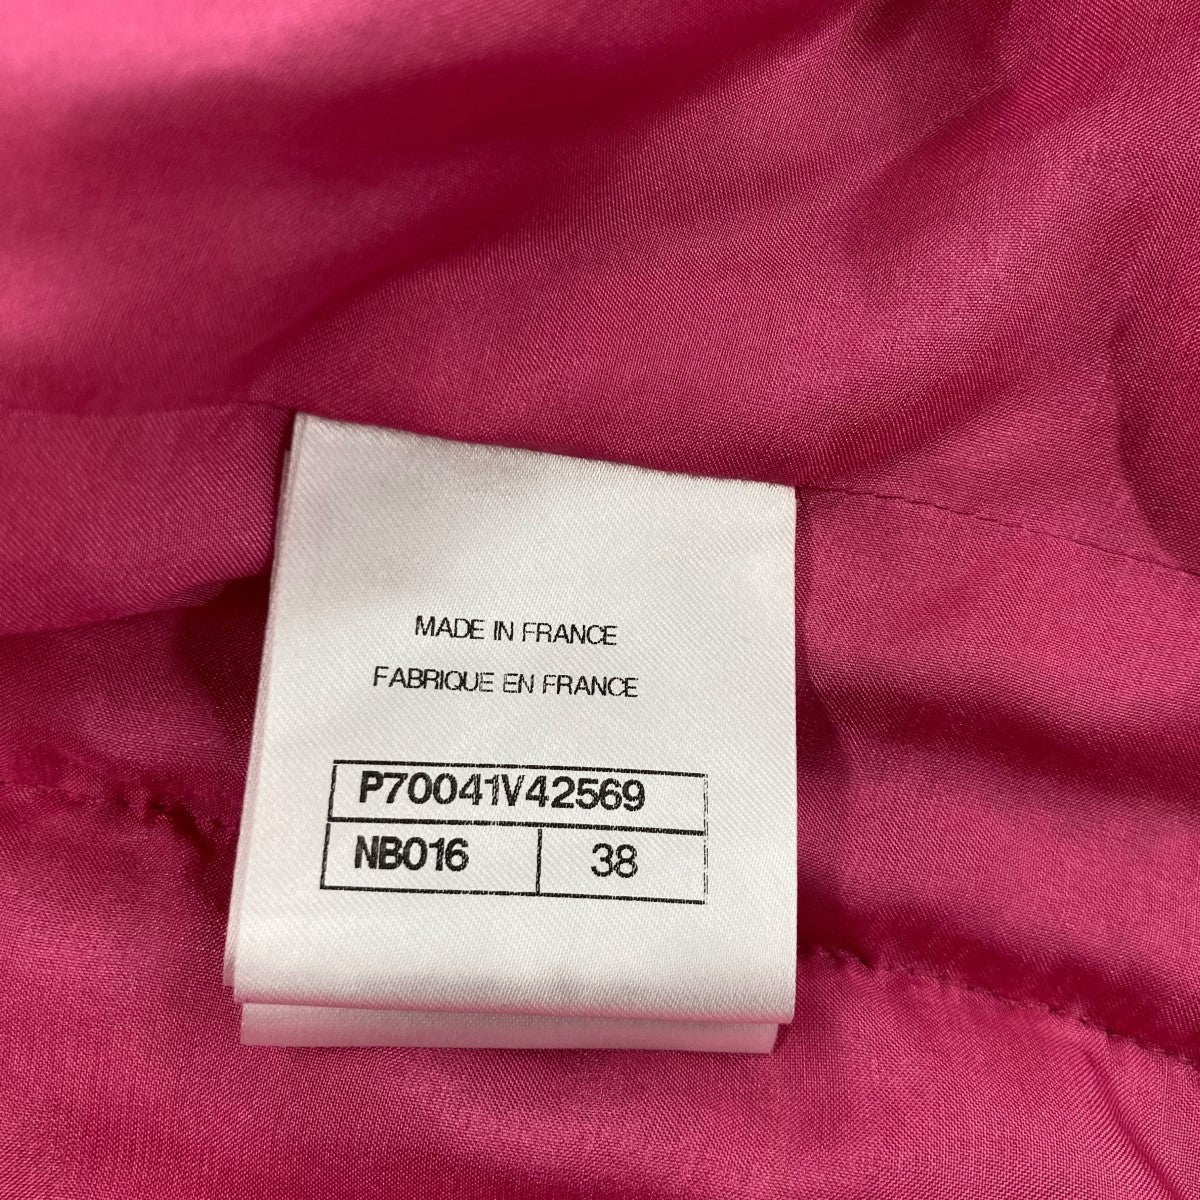 MADE IN FRANCE
FABRIQUE EN FRANCE
P70041V42569
NB016 38